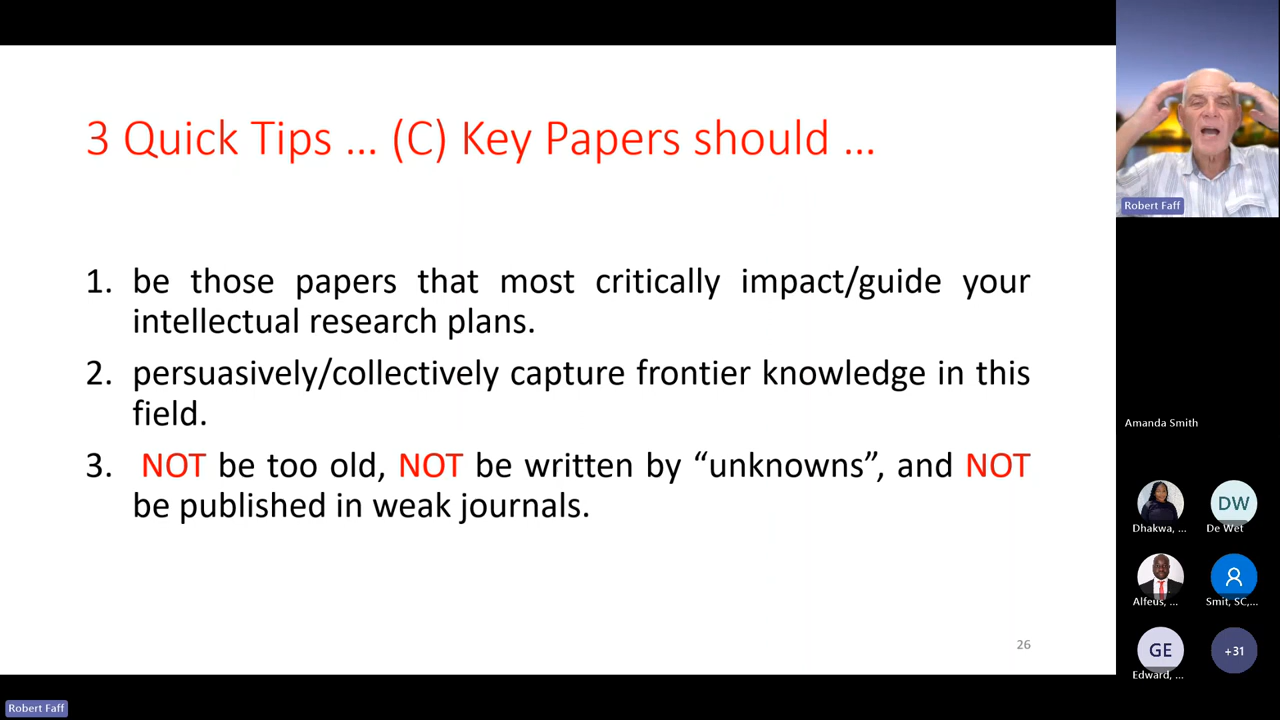 3 Quick Tips ... (C) Key Papers should ...
1. be those papers that most critically impact/guide your
intellectual research plans.
2. persuasively/collectively capture frontier knowledge in this
field.
3. NOT be too old, NOT be written by “unknowns”, and NOT
be published in weak journals.
26
Robert Faff
Amanda Smith
DW
Dhakwa, ...
De Wet
Alfeus, ...
Smit, SC,...
GE
+31
Edward, ...
Robert Faff